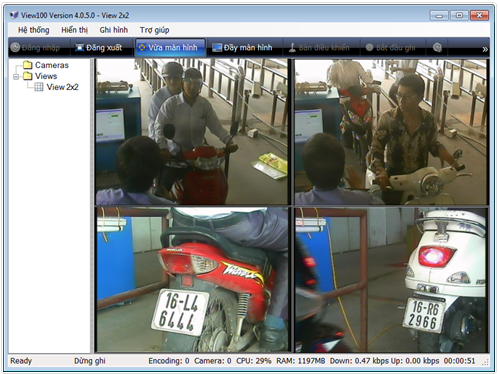 View100 Version 4.0.5.0 - View 2x2
Hệ thống Hiển thị Ghi hình Trợ giúp
Đăng nhập Đăng xuất Vừa màn hình Đầy màn hình Bàn điều khiển Bắt đầu ghi
Cameras
Views
View 2x2
16-L4
6444
16-R6
2966
Ready Dừng ghi Encoding: 0 Camera: 0 CPU: 29% RAM: 1197MB Down: 0.47 kbps Up: 0.00 kbps 00:00:51